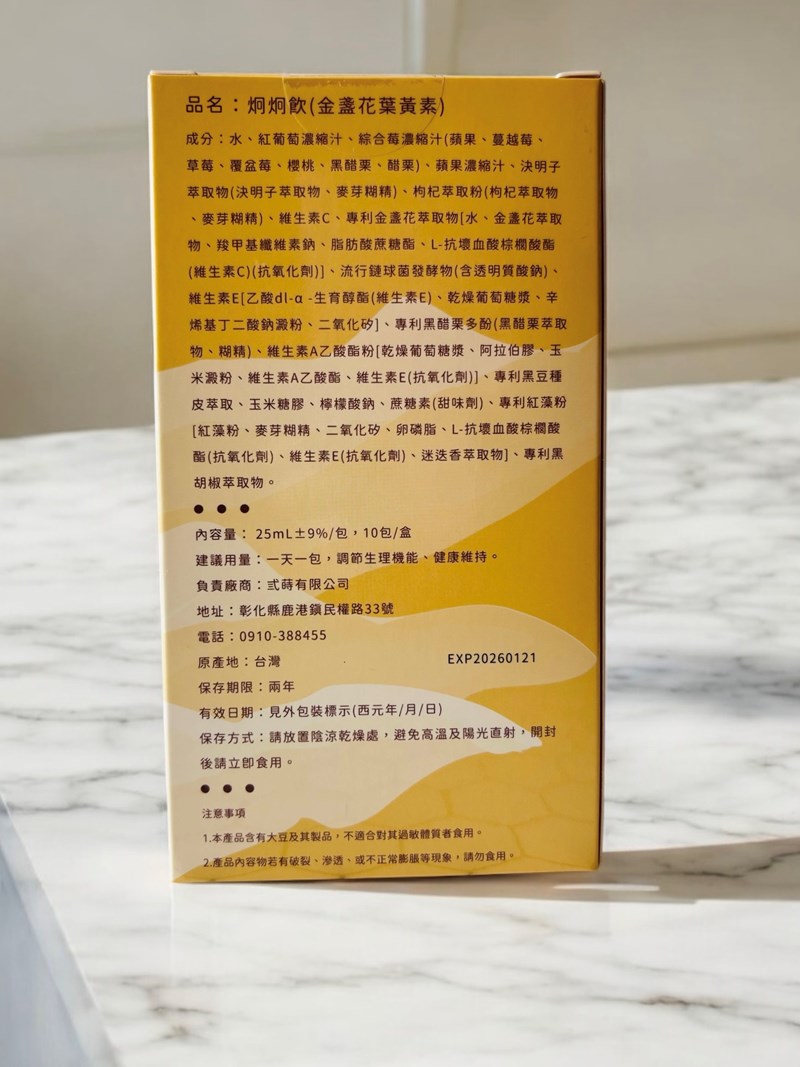 品名：炯炯飲(金盞花葉黃素)
成分：水、紅葡萄濃縮汁、綜合莓濃縮汁(蘋果、蔓越莓、
草莓、覆盆莓、櫻桃、黑醋栗、醋栗)、蘋果濃縮汁、決明子
萃取物(決明子萃取物、麥芽糊精)、枸杞萃取粉(枸杞萃取物
、麥芽糊精)、維生素C、專利金盞花萃取物[水、金盞花萃取
物、羧甲基纖維素鈉、脂肪酸蔗糖酯、L-抗壞血酸棕櫚酸酯
(維生素C)(抗氧化劑)]、流行鏈球菌發酵物(含透明質酸鈉)、
維生素E[乙酸dl-α -生育醇酯(維生素E)、乾燥葡萄糖漿、辛
烯基丁二酸鈉澱粉、二氧化矽]、專利黑醋栗多酚(黑醋栗萃取
物、糊精)、維生素A乙酸酯粉[乾燥葡萄糖漿、阿拉伯膠、玉
米澱粉、維生素A乙酸酯、維生素E(抗氧化劑)]、專利黑豆種
皮萃取、玉米糖膠、檸檬酸鈉、蔗糖素(甜味劑)、專利紅藻粉
[紅藻粉、麥芽糊精、二氧化矽、卵磷脂、L-抗壞血酸棕櫚酸
酯(抗氧化劑)、維生素E(抗氧化劑)、迷迭香萃取物]、專利黑
胡椒萃取物。
內容量： 25mL±9%/包，10包/盒
建議用量：一天一包，調節生理機能、健康維持。
負責廠商：弍蒔有限公司
地址：彰化縣鹿港鎮民權路33號
電話：0910-388455
原產地：台灣 EXP20260121
保存期限：兩年
有效日期：見外包裝標示(西元年/月/日)
保存方式：請放置陰涼乾燥處，避免高溫及陽光直射，開封
後請立即食用。
注意事項
1.本產品含有大豆及其製品，不適合對其過敏體質者食用。
2.產品內容物若有破裂、滲透、或不正常膨脹等現象，請勿食用。